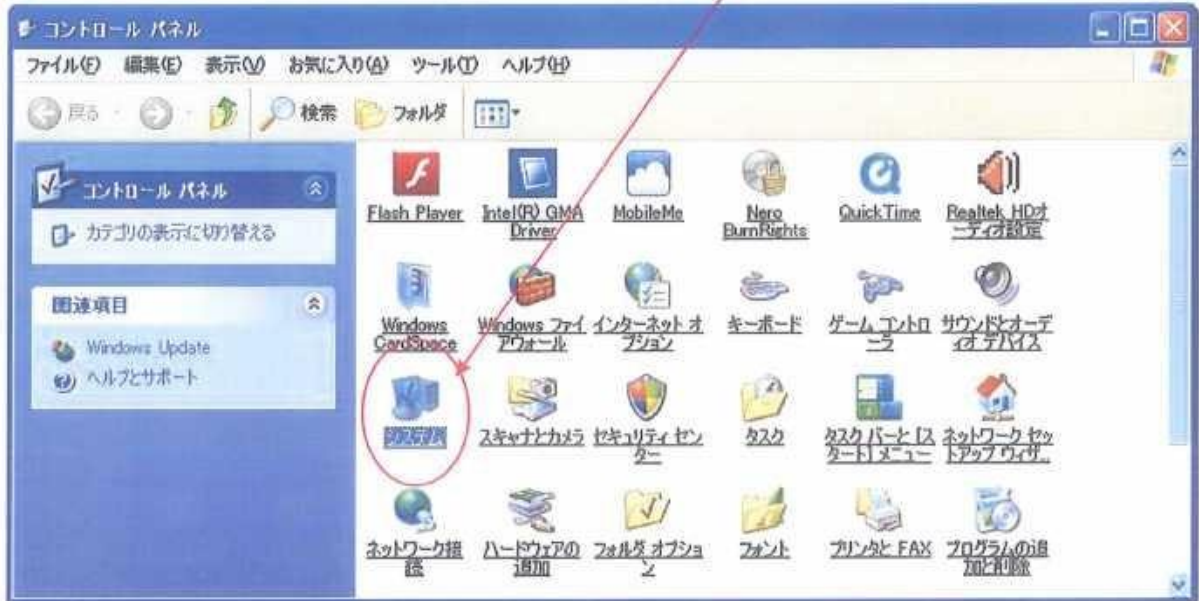 コントロール パネル
ファイル(F) 編集(E) 表示(V) お気に入り(A) ツール(T) ヘルプ(H)
戻る 検索 フォルダ
コントロール パネル
カテゴリの表示に切り替える
関連項目
Windows Update
ヘルプとサポート
Flash Player
Intel(R) GMA
Driver
MobileMe
Nero
BurnRights
QuickTime
Realtek HDオ
ーディオ設定
Windows
CardSpace
Windows ファイ
アウォール
インターネット オ
プション
キーボード
ゲーム コントロ
ーラ
サウンドとオーデ
ィオ デバイス
システム
スキャナとカメラ
セキュリティ セン
ター
タスク
タスク バーと [ス
タート] メニュー
ネットワーク セッ
トアップ ウィザ...
ネットワーク接
続
ハードウェアの
追加
フォルダ オプショ
ン
フォント
プリンタと FAX
プログラムの追
加と削除